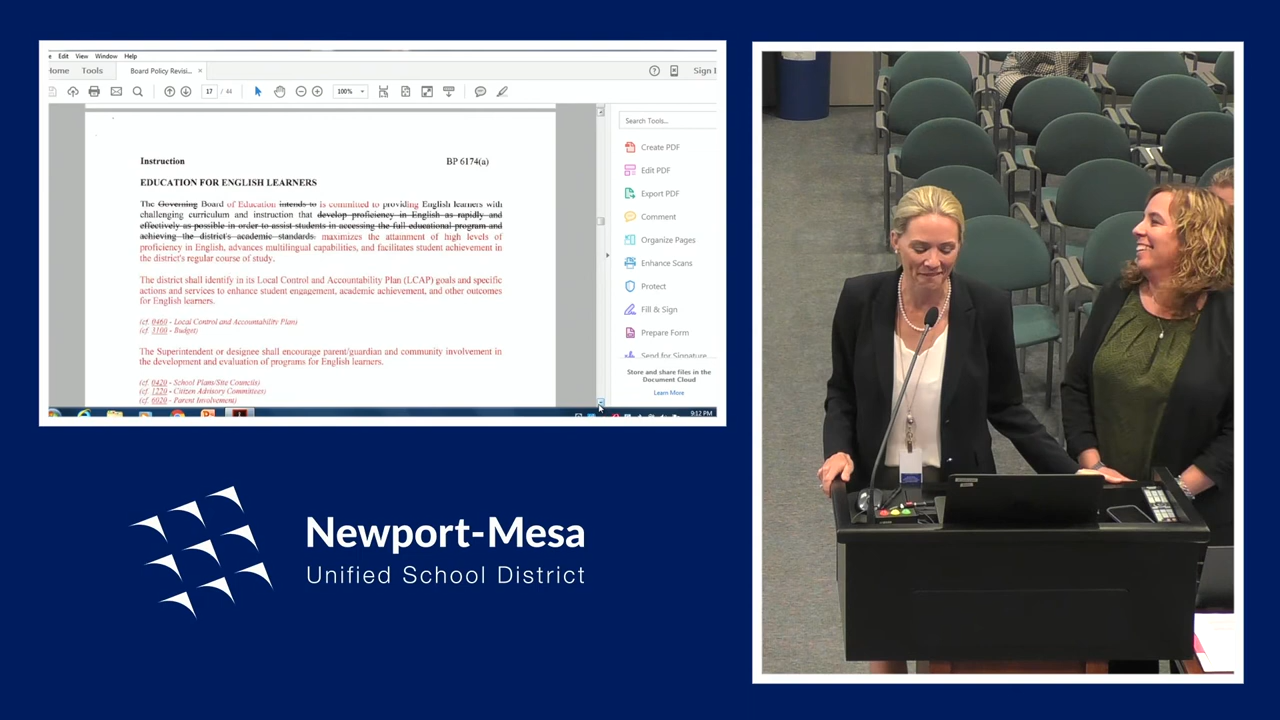 Edit View Window Help
Home Tools Board Policy Revisi... ×
Sign I
17 / 44
100%
Search Tools...
Create PDF
Edit PDF
Export PDF
Comment
Organize Pages
Enhance Scans
Protect
Fill & Sign
Prepare Form
Send for Signature
Store and share files in the
Document Cloud
Learn More
Instruction BP 6174(a)
EDUCATION FOR ENGLISH LEARNERS
The Governing Board of Education intends to is committed to providing English learners with
challenging curriculum and instruction that develop proficiency in English as rapidly and
effectively as possible in order to assist students in accessing the full educational program and
achieving the district's academic standards. maximizes the attainment of high levels of
proficiency in English, advances multilingual capabilities, and facilitates student achievement in
the district's regular course of study.
The district shall identify in its Local Control and Accountability Plan (LCAP) goals and specific
actions and services to enhance student engagement, academic achievement, and other outcomes
for English learners.
(cf. 0460 - Local Control and Accountability Plan)
(cf. 3100 - Budget)
The Superintendent or designee shall encourage parent/guardian and community involvement in
the development and evaluation of programs for English learners.
(cf. 0420 - School Plans/Site Councils)
(cf. 1220 - Citizen Advisory Committees)
(cf. 6020 - Parent Involvement)
9:12 PM
Newport-Mesa
Unified School District